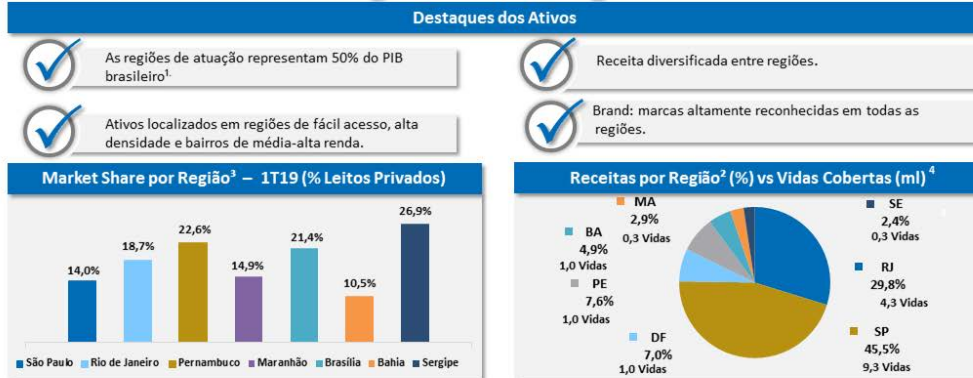 Destaques dos Ativos
As regiões de atuação representam 50% do PIB
brasileiro1.
Receita diversificada entre regiões.
Ativos localizados em regiões de fácil acesso, alta
densidade e bairros de média-alta renda.
Brand: marcas altamente reconhecidas em todas as
regiões.
Market Share por Região³ – 1T19 (% Leitos Privados)
14,0%
18,7%
22,6%
14,9%
21,4%
10,5%
26,9%
São Paulo Rio de Janeiro Pernambuco Maranhão Brasília Bahia Sergipe
Receitas por Região² (%) vs Vidas Cobertas (ml) 4
MA
2,9%
0,3 Vidas
BA
4,9%
1,0 Vidas
PE
7,6%
1,0 Vidas
DF
7,0%
1,0 Vidas
SE
2,4%
0,3 Vidas
RJ
29,8%
4,3 Vidas
SP
45,5%
9,3 Vidas